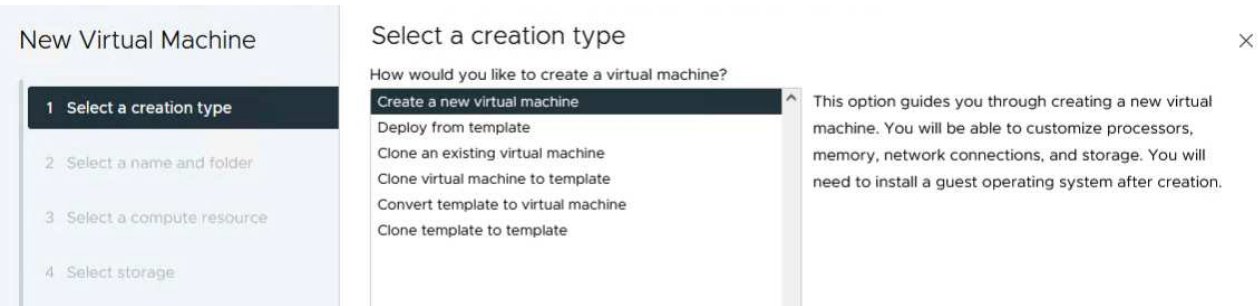 New Virtual Machine
1 Select a creation type
2 Select a name and folder
3 Select a compute resource
4 Select storage
Select a creation type
How would you like to create a virtual machine?
Create a new virtual machine
Deploy from template
Clone an existing virtual machine
Clone virtual machine to template
Convert template to virtual machine
Clone template to template
This option guides you through creating a new virtual
machine. You will be able to customize processors,
memory, network connections, and storage. You will
need to install a guest operating system after creation.